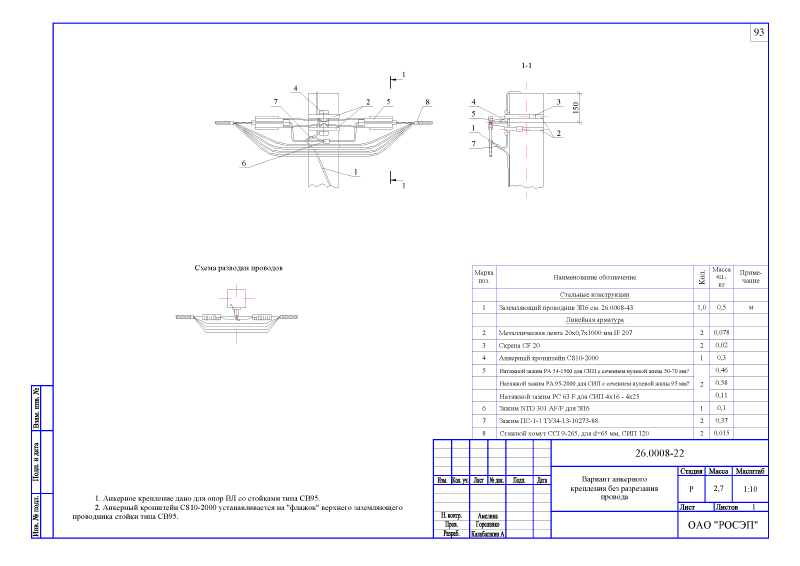 93
1-1
1
4
7
2
5
8
6
1
1
4
5
1
7
3
2
150
Схема разводки проводов
Марка поз.
Наименование обозначение
Кол.
Масса ед., кг
Приме-
чание
Стальные конструкции
1 Заземляющий проводник ЗП6 см. 26.0008-43 1,0 0,5 м
Линейная арматура
2 Металлическая лента 20х0,7х1000 мм IF 207 2 0,078
3 Скрепа CF 20 2 0,02
4 Анкерный кронштейн CS10-2000 1 0,3
5 Натяжной зажим РА 54-1500 для СИП с сечением нулевой жилы 50-70 мм² 0,46
Натяжной зажим РА 95-2000 для СИП с сечением нулевой жилы 95 мм² 2 0,58
Натяжной зажим PC 63 F для СИП 4х16 - 4х25 0,11
6 Зажим NTD 301 AF/F для ЗП6 1 0,1
7 Зажим ПС-1-1 ТУ34-13-10273-88. 2 0,37
8 Стяжной хомут CCI 9-265, для d=65 мм, СИП 120 2 0,015
26.0008-22
Изм. Кол. уч. Лист № док. Подп. Дата
Вариант анкерного
крепления без разрезания
провода
Стадия Масса Масштаб
Р 2,7 1:10
Лист Листов 1
Н. контр. Амелина
Пров. Гореленко
Разраб. Калабашкин А
ОАО "РОСЭП"
1. Анкерное крепление дано для опор ВЛ со стойками типа СВ95.
2. Анкерный кронштейн CS10-2000 устанавливается на "флажок" верхнего заземляющего
проводника стойки типа СВ95.
Взам. инв. №
Подп. и дата
Инв. № подл.